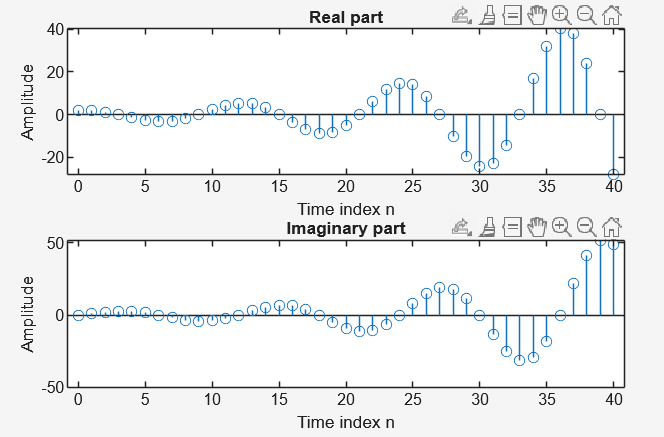 Real part
40
20
0
-20
Amplitude
0 5 10 15 20 25 30 35 40
Time index n
Imaginary part
50
0
-50
Amplitude
0 5 10 15 20 25 30 35 40
Time index n